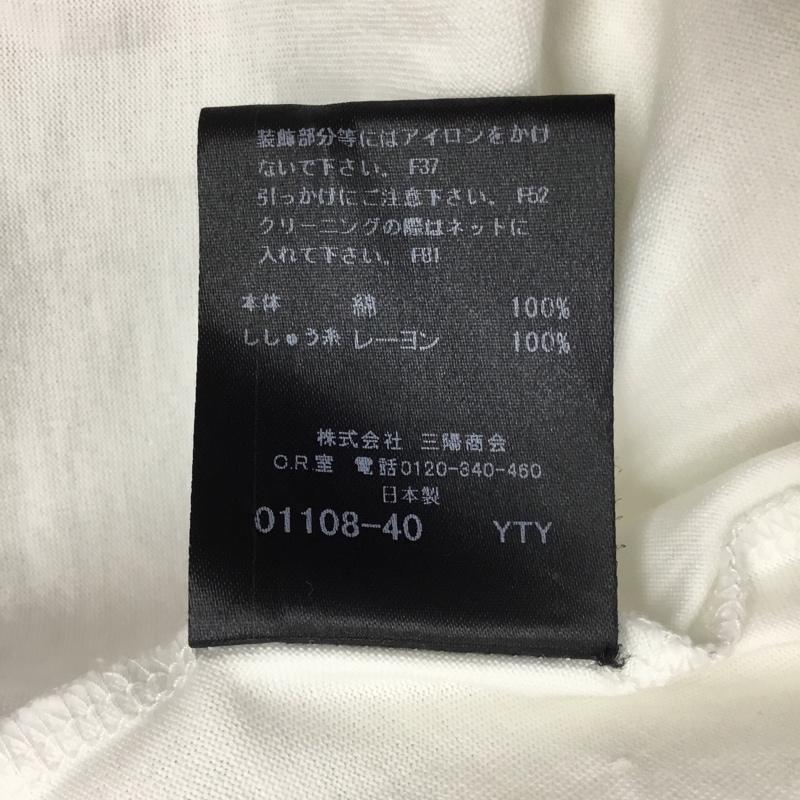 装飾部分等にはアイロンをかけ
ないで下さい。 F37
引っかけにご注意下さい。 F52
クリーニングの際はネットに
入れて下さい。 F81
本体 綿 100%
ししゅう糸 レーヨン 100%
株式会社 三陽商会
C.R.室 電話0120-340-460
日本製
01108-40 YTY